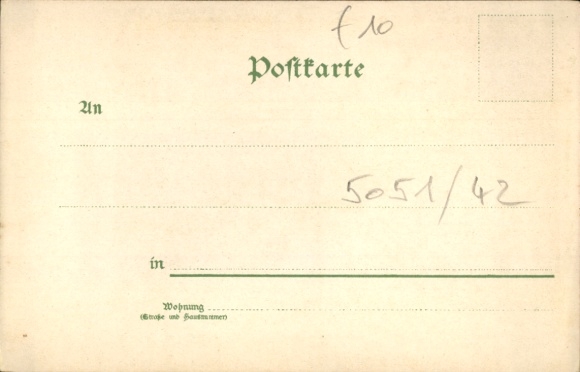 £ 10
Postkarte
An
5051/42
in
Wohnung
(Straße und Hausnummer)